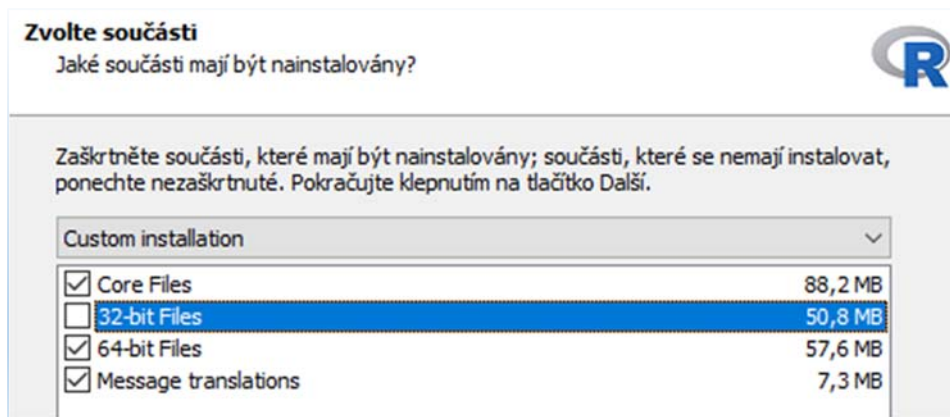 Zvolte součásti
Jaké součásti mají být nainstalovány?
R
Zaškrtněte součásti, které mají být nainstalovány; součásti, které se nemají instalovat,
ponechte nezaškrtnuté. Pokračujte klepnutím na tlačítko Další.
Custom installation
Core Files 88,2 MB
32-bit Files 50,8 MB
64-bit Files 57,6 MB
Message translations 7,3 MB